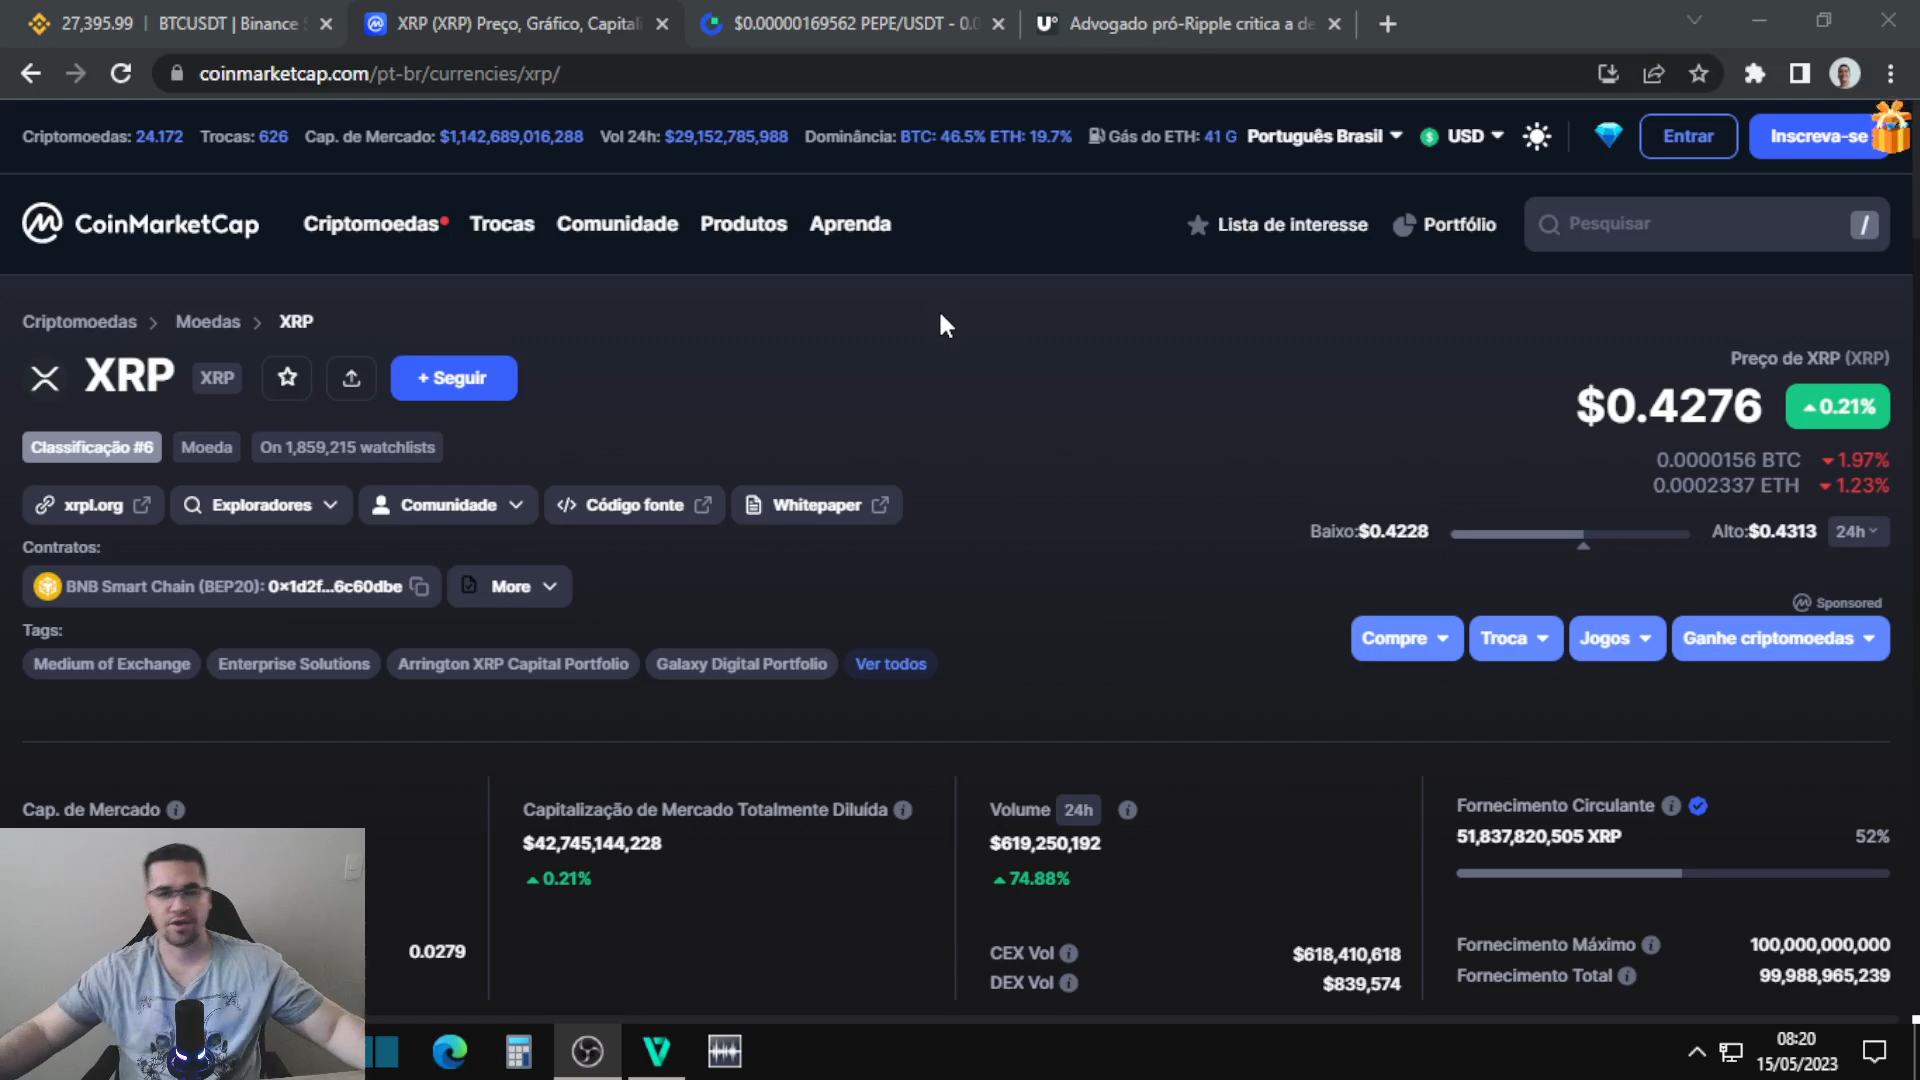 27,395.99 | BTCUSDT | Binance
XRP (XRP) Preço, Gráfico, Capitali
$0.00000169562 PEPE/USDT - 0.0
U° Advogado pró-Ripple critica a de
coinmarketcap.com/pt-br/currencies/xrp/
Criptomoedas: 24.172 Trocas: 626 Cap. de Mercado: $1,142,689,016,288 Vol 24h: $29,152,785,988 Dominância: BTC: 46.5% ETH: 19.7% Gás do ETH: 41 G Português Brasil USD Entrar Inscreva-se
CoinMarketCap Criptomoedas Trocas Comunidade Produtos Aprenda Lista de interesse Portfólio Pesquisar /
Criptomoedas > Moedas > XRP
XRP XRP + Seguir
Preço de XRP (XRP)
$0.4276 0.21%
Classificação #6 Moeda On 1,859,215 watchlists
0.0000156 BTC 1.97%
0.0002337 ETH 1.23%
xrpl.org Exploradores Comunidade Código fonte Whitepaper
Baixo:$0.4228 Alto:$0.4313 24h
Contratos:
BNB Smart Chain (BEP20): 0x1d2f...6c60dbe More
Sponsored
Tags:
Compre Troca Jogos Ganhe criptomoedas
Medium of Exchange Enterprise Solutions Arrington XRP Capital Portfolio Galaxy Digital Portfolio Ver todos
Cap. de Mercado
0.0279
Capitalização de Mercado Totalmente Diluída
$42,745,144,228
0.21%
Volume 24h
$619,250,192
74.88%
CEX Vol $618,410,618
DEX Vol $839,574
Fornecimento Circulante
51,837,820,505 XRP 52%
Fornecimento Máximo 100,000,000,000
Fornecimento Total 99,988,965,239
08:20
15/05/2023